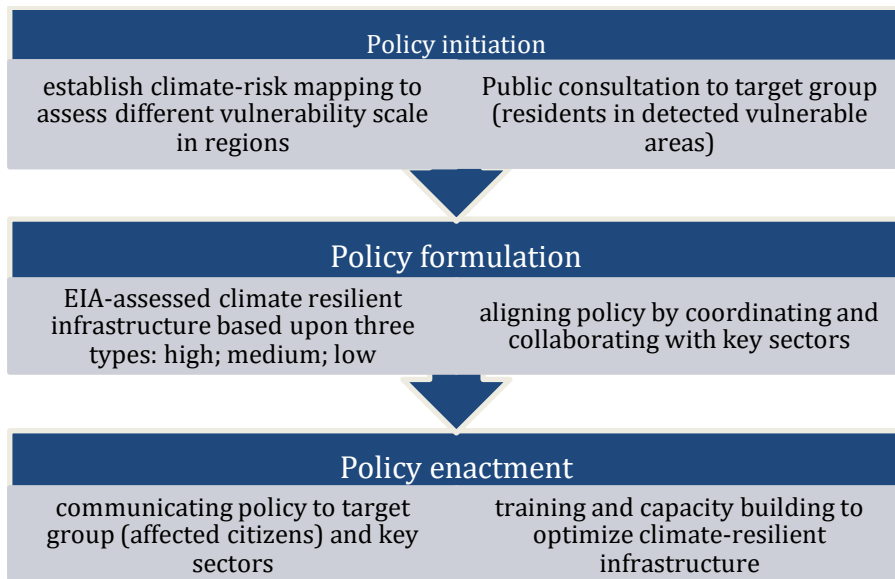 Policy initiation
establish climate-risk mapping to
assess different vulnerability scale
in regions
Public consultation to target group
(residents in detected vulnerable
areas)
Policy formulation
EIA-assessed climate resilient
infrastructure based upon three
types: high; medium; low
aligning policy by coordinating and
collaborating with key sectors
Policy enactment
communicating policy to target
group (affected citizens) and key
sectors
training and capacity building to
optimize climate-resilient
infrastructure